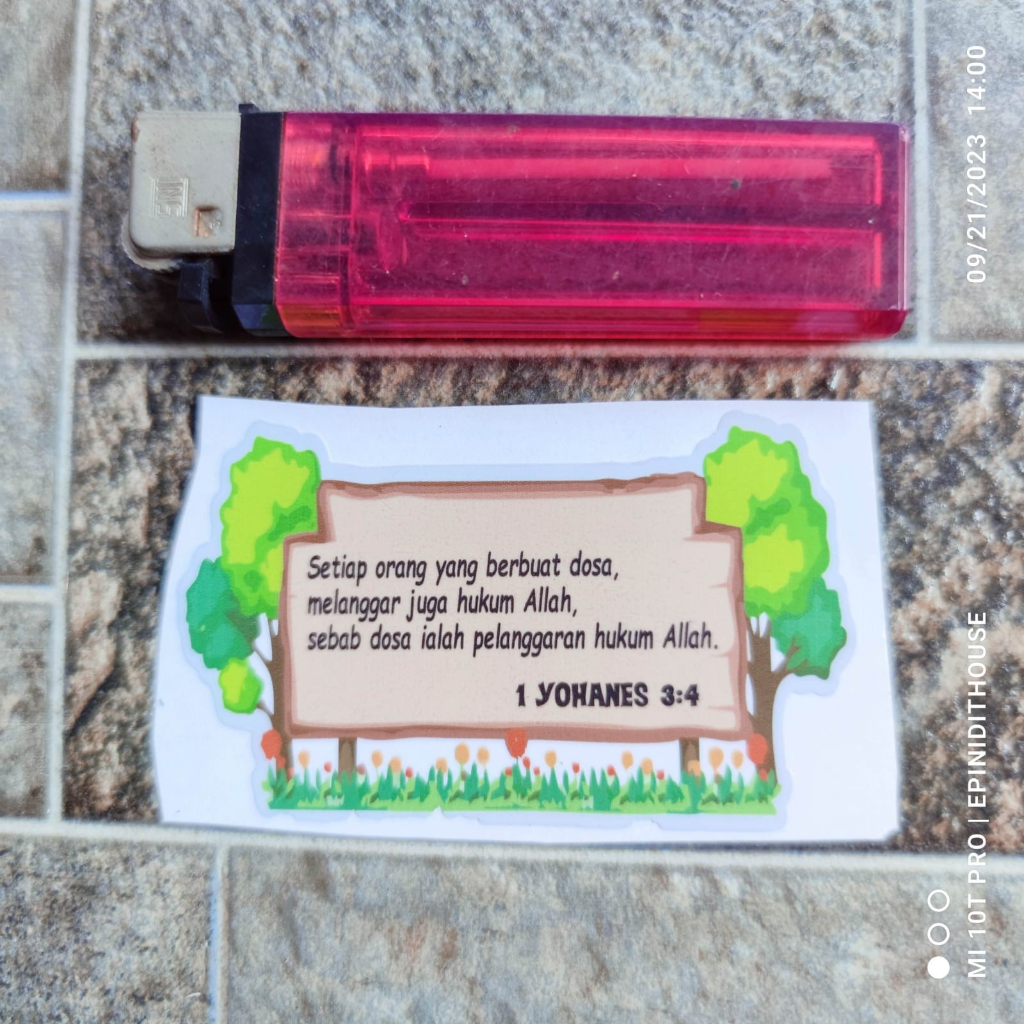 Setiap orang yang berbuat dosa,
melanggar juga hukum Allah,
sebab dosa ialah pelanggaran hukum Allah.
1 YOHANES 3:4
09/21/2023 14:00
MI 10T PRO | EPINIDITHOUSE